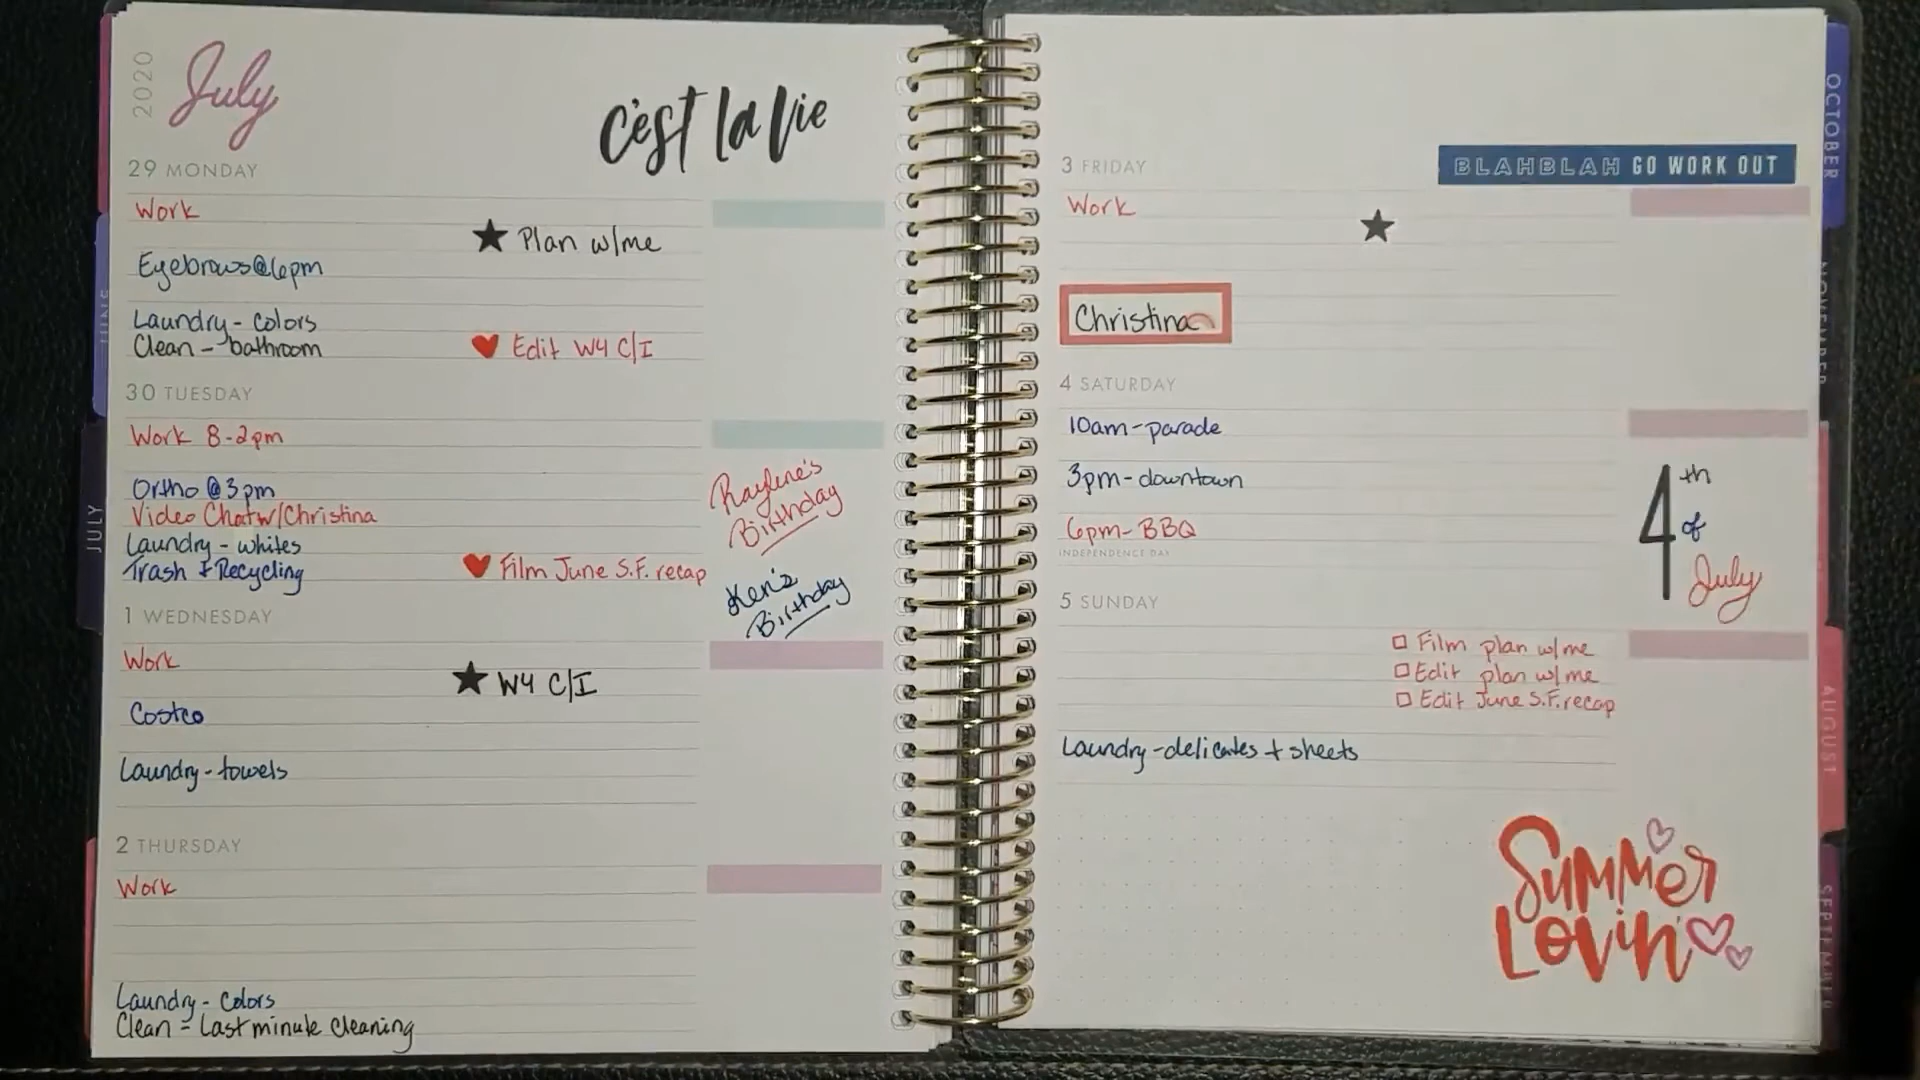 2020
July
c'est la vie
29 MONDAY
Work
★ Plan w/me
Eyebrows @ 6pm
Laundry - colors
Clean - bathroom
♥ Edit W4 C/I
30 TUESDAY
Work 8-2pm
Ortho @ 3pm
Video Chat w/Christina
Laundry - whites
Trash + Recycling
♥ Film June S.F. recap
Raylene's
Birthday
Ken's
Birthday
1 WEDNESDAY
Work
★ W4 C/I
Costco
Laundry - towels
2 THURSDAY
Work
Laundry - colors
Clean = Last minute cleaning
3 FRIDAY
BLAHBLAH GO WORK OUT
Work
★
Christina
4 SATURDAY
10am - parade
3pm - downtown
6pm - BBQ
INDEPENDENCE DAY
4th
of
July
5 SUNDAY
□ Film plan w/me
□ Edit plan w/me
□ Edit June S.F. recap
Laundry - delicates + sheets
Summer
Lovin'
JUNE
JULY
OCTOBER
NOVEMBER
AUGUST
SEPTEMBER